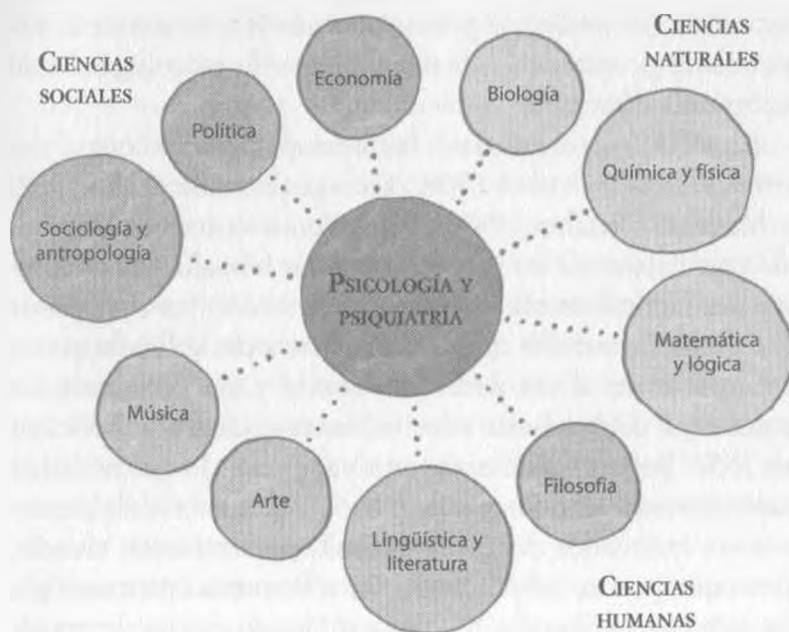 CIENCIAS
SOCIALES
CIENCIAS
NATURALES
Economía
Biología
Política
Química y física
Sociología y
antropología
PSICOLOGÍA Y
PSIQUIATRÍA
Matemática
y lógica
Música
Arte
Filosofía
Lingüística y
literatura
CIENCIAS
HUMANAS